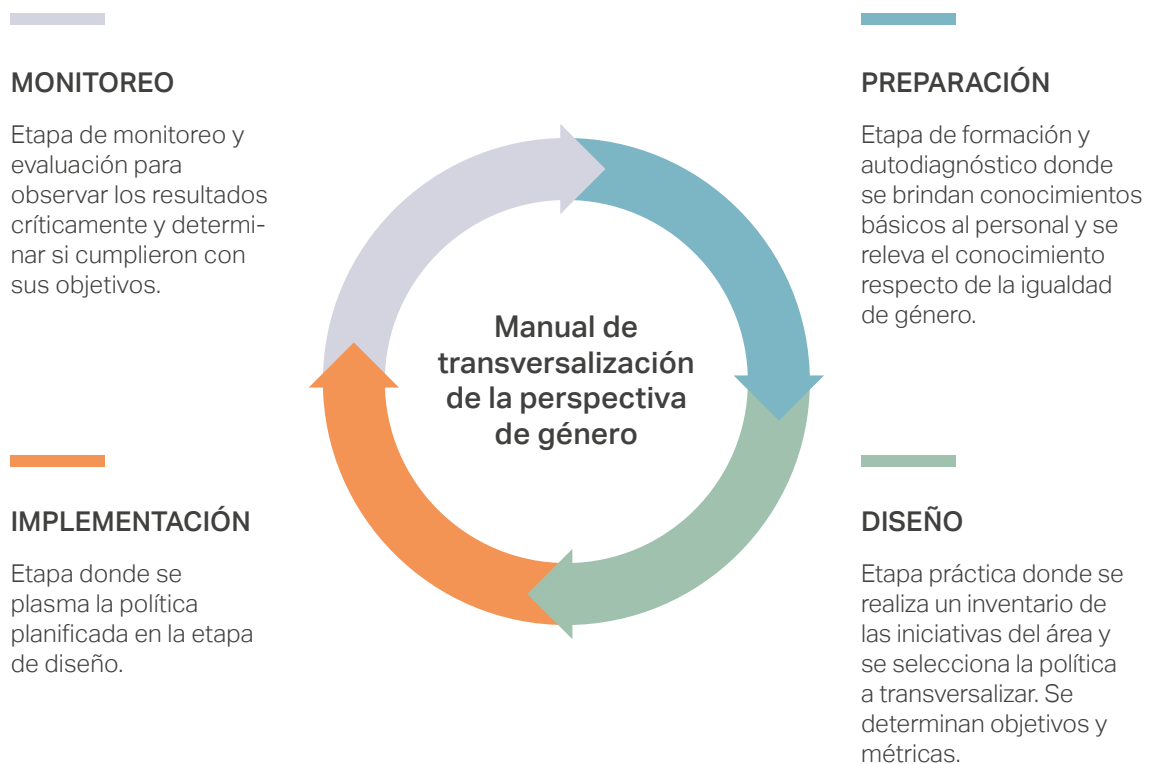 MONITOREO
Etapa de monitoreo y
evaluación para
observar los resultados
críticamente y determi-
nar si cumplieron con
sus objetivos.
PREPARACIÓN
Etapa de formación y
autodiagnóstico donde
se brindan conocimientos
básicos al personal y se
releva el conocimiento
respecto de la igualdad
de género.
Manual de
transversalización
de la perspectiva
de género
IMPLEMENTACIÓN
Etapa donde se
plasma la política
planificada en la etapa
de diseño.
DISEÑO
Etapa práctica donde se
realiza un inventario de
las iniciativas del área y
se selecciona la política
a transversalizar. Se
determinan objetivos y
métricas.